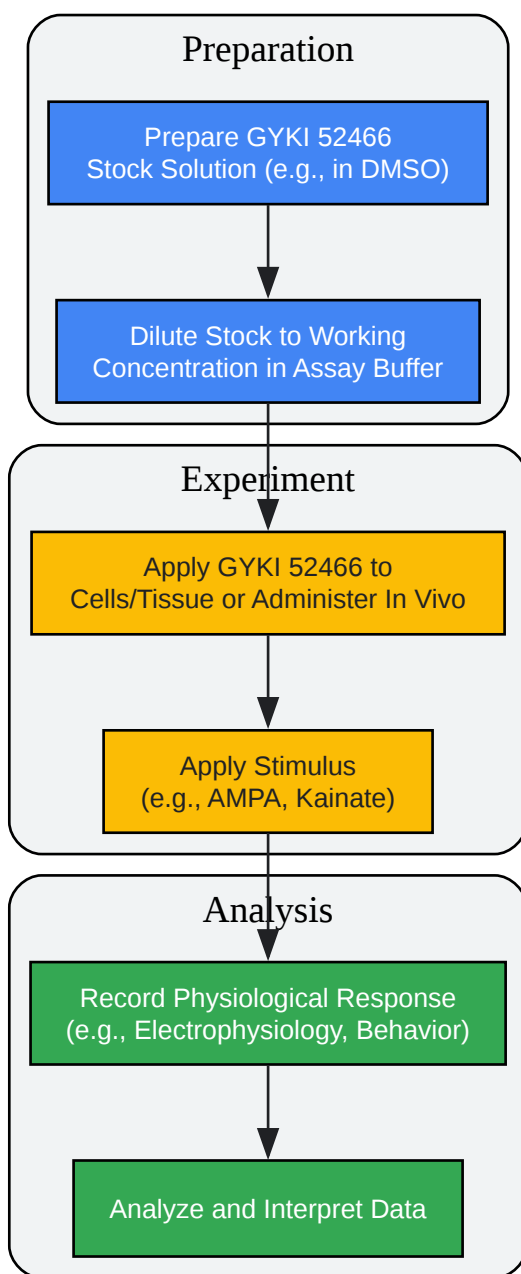 Preparation
Prepare GYKI 52466
Stock Solution (e.g., in DMSO)
Dilute Stock to Working
Concentration in Assay Buffer
Experiment
Apply GYKI 52466 to
Cells/Tissue or Administer In Vivo
Apply Stimulus
(e.g., AMPA, Kainate)
Analysis
Record Physiological Response
(e.g., Electrophysiology, Behavior)
Analyze and Interpret Data